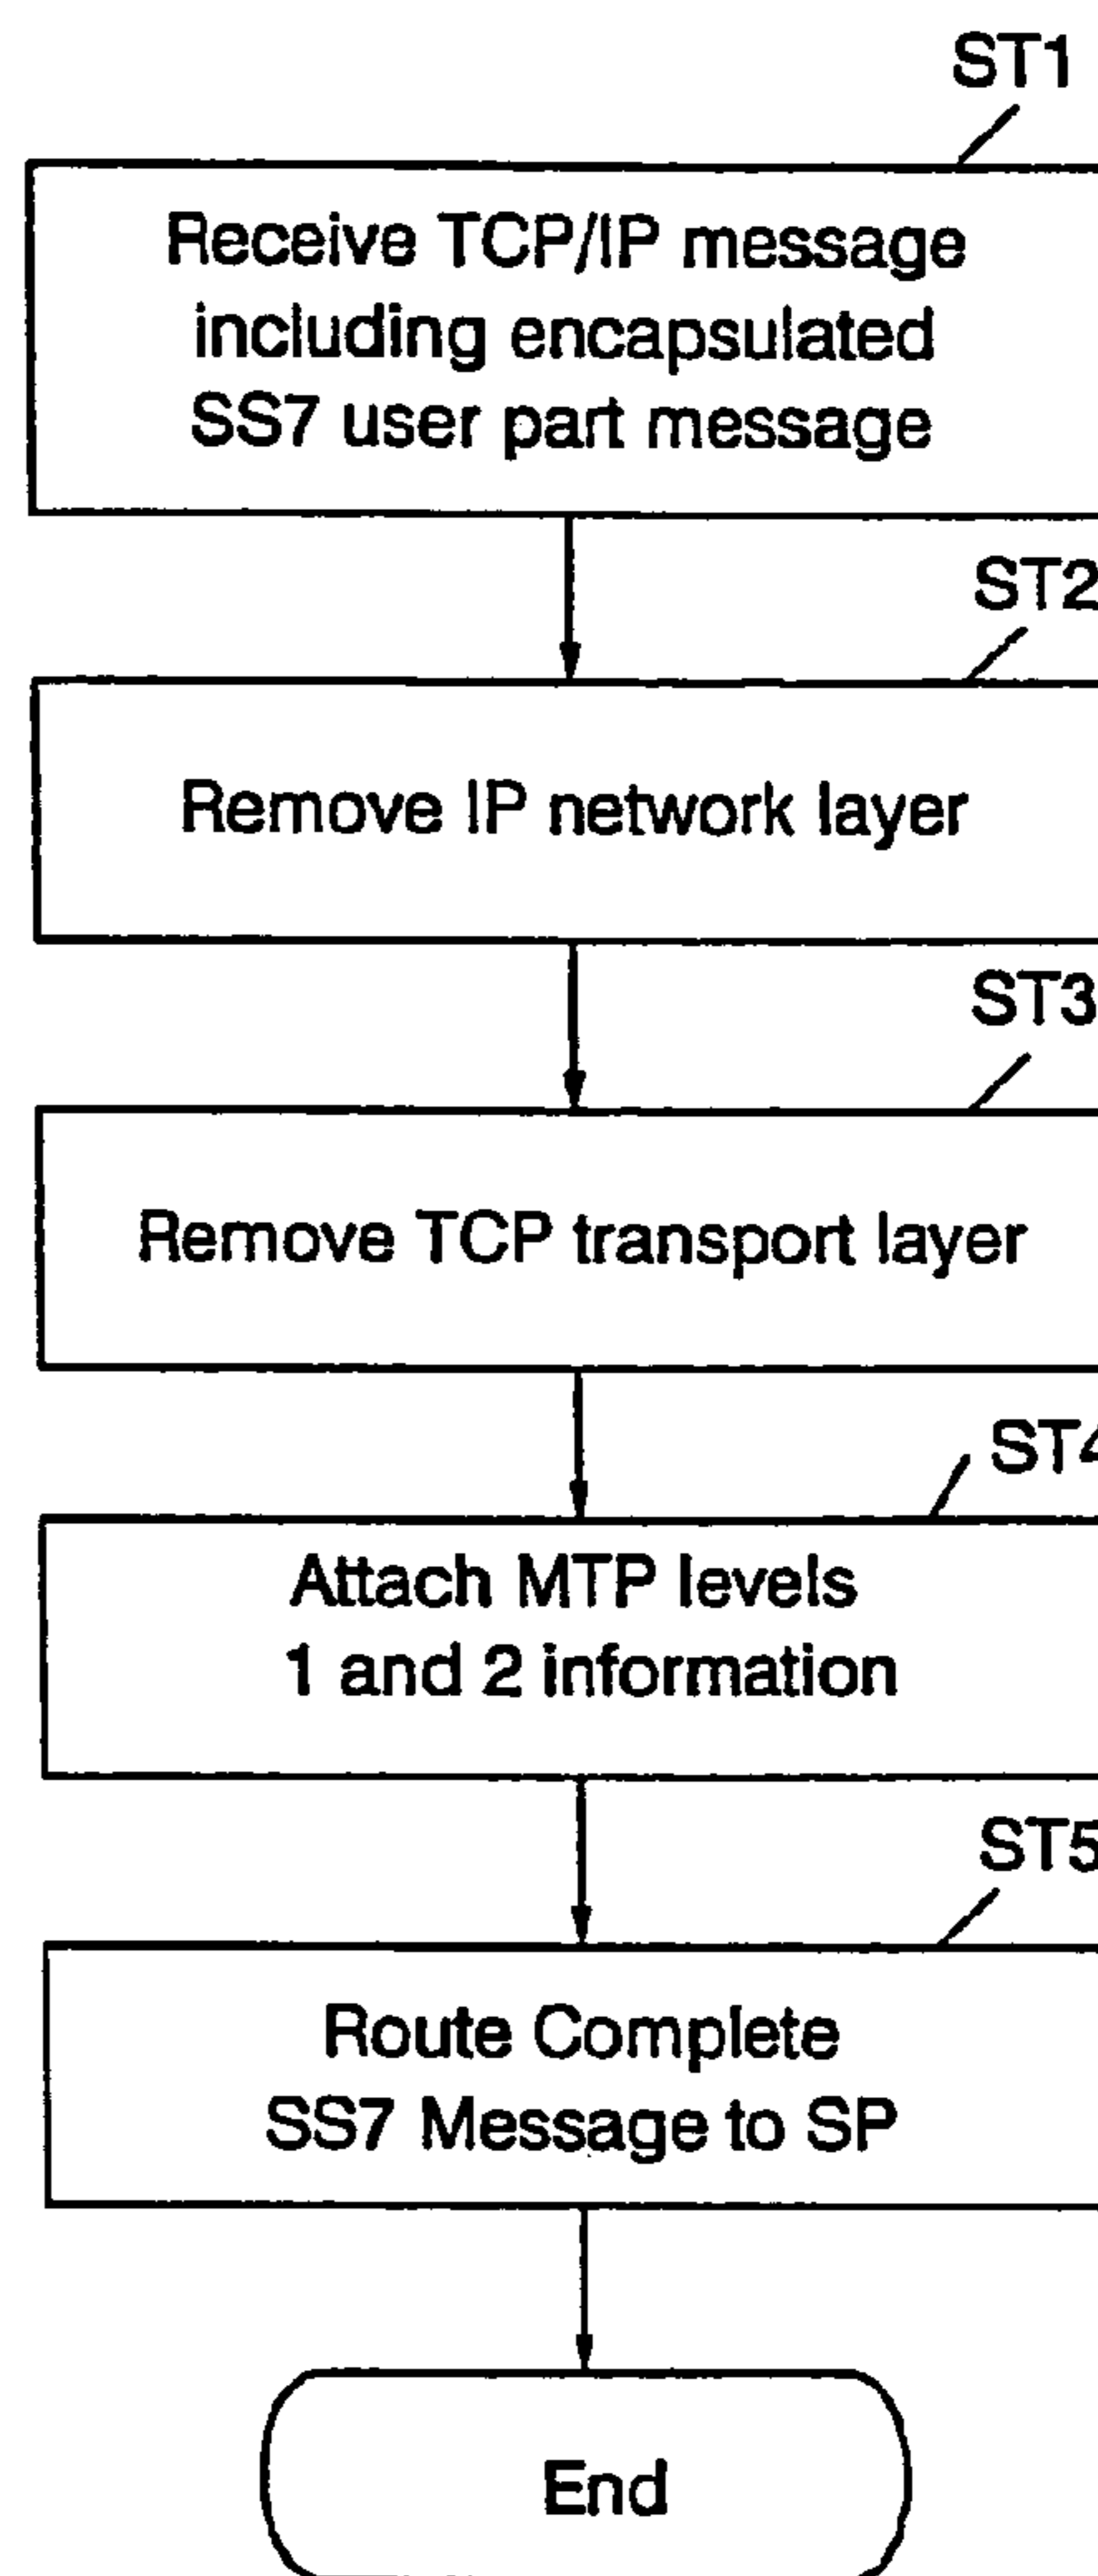 ST1
Receive TCP/IP message
including encapsulated
SS7 user part message
ST2
Remove IP network layer
ST3
Remove TCP transport layer
ST4
Attach MTP levels
1 and 2 information
ST5
Route Complete
SS7 Message to SP
End